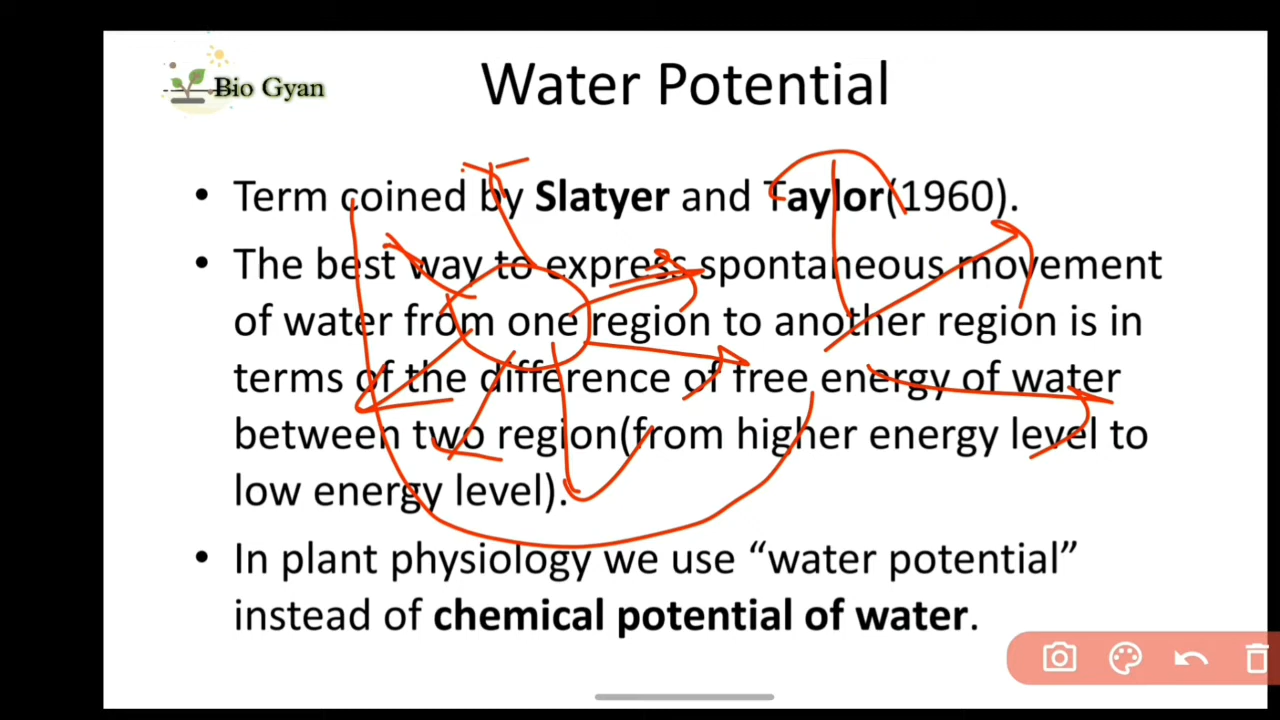 Bio Gyan
Water Potential
• Term coined by Slatyer and Taylor(1960).
• The best way to express spontaneous movement
of water from one region to another region is in
terms of the difference of free energy of water
between two region(from higher energy level to
low energy level).
• In plant physiology we use “water potential”
instead of chemical potential of water.